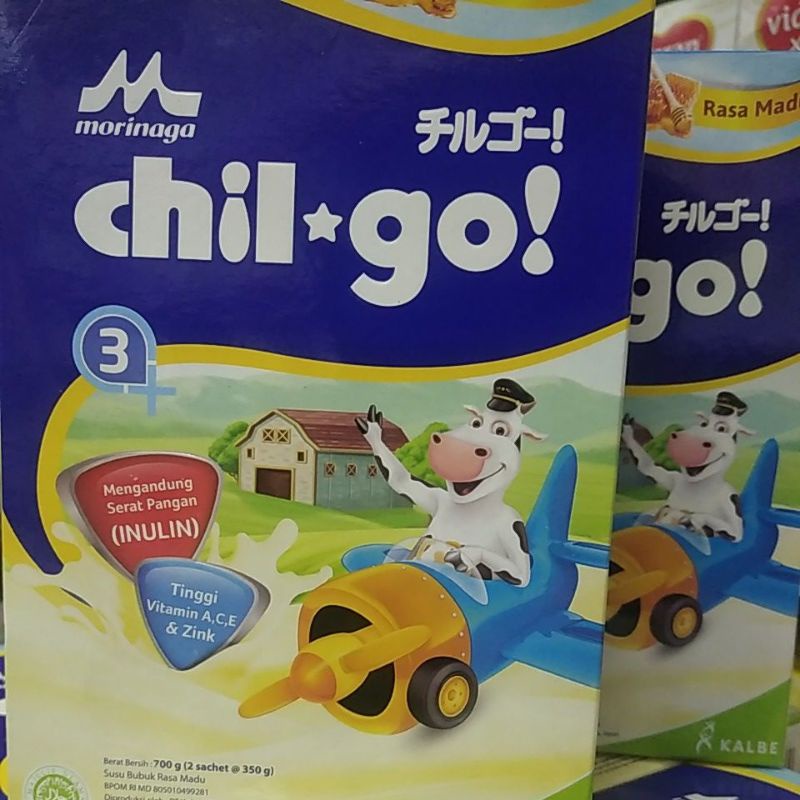 morinaga
チルゴー!
chil★go!
3+
Mengandung
Serat Pangan
(INULIN)
Tinggi
Vitamin A,C,E
& Zink
Berat Bersih : 700 g (2 sachet @ 350 g)
Susu Bubuk Rasa Madu
BPOM RI MD 805010499281
Rasa Mad
チルゴー!
go!
KALBE